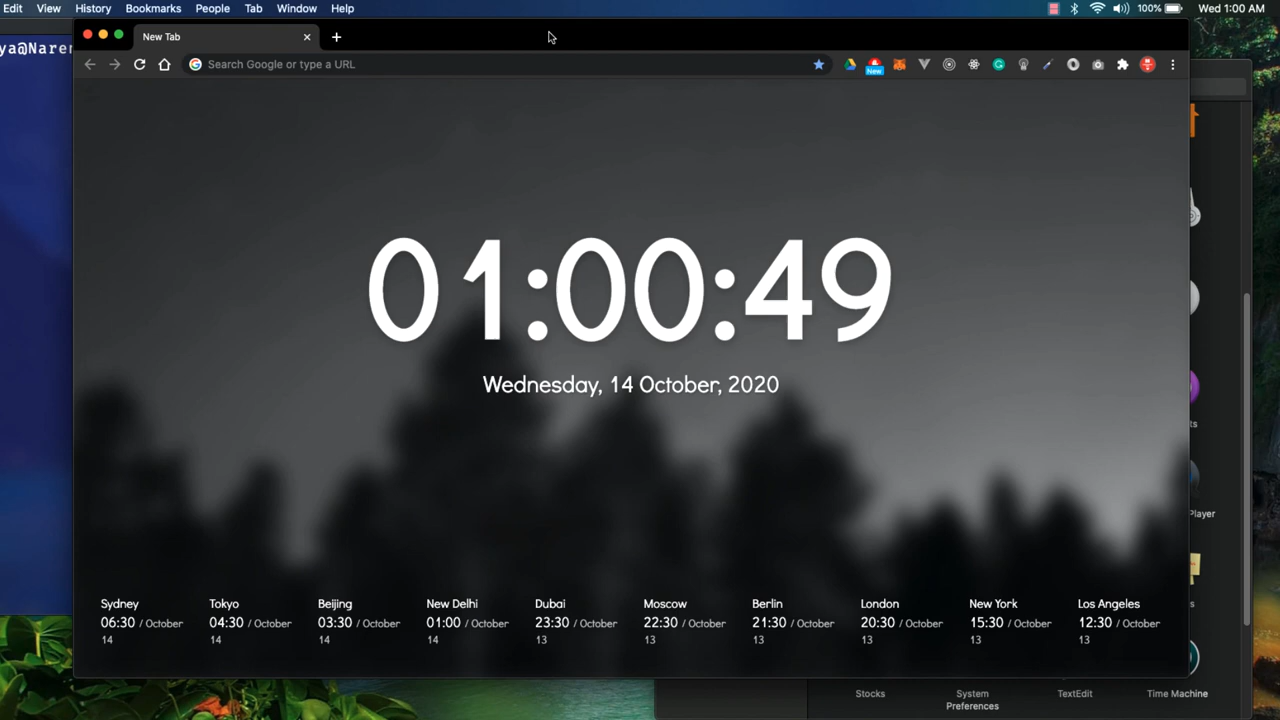 Edit View History Bookmarks People Tab Window Help 100% Wed 1:00 AM
ya@Naren
New Tab
Search Google or type a URL
New
01:00:49
Wednesday, 14 October, 2020
Sydney Tokyo Beijing New Delhi Dubai Moscow Berlin London New York Los Angeles
06:30 / October 04:30 / October 03:30 / October 01:00 / October 23:30 / October 22:30 / October 21:30 / October 20:30 / October 15:30 / October 12:30 / October
14 14 14 14 13 13 13 13 13 13
ts
Player
s
Stocks System Preferences TextEdit Time Machine